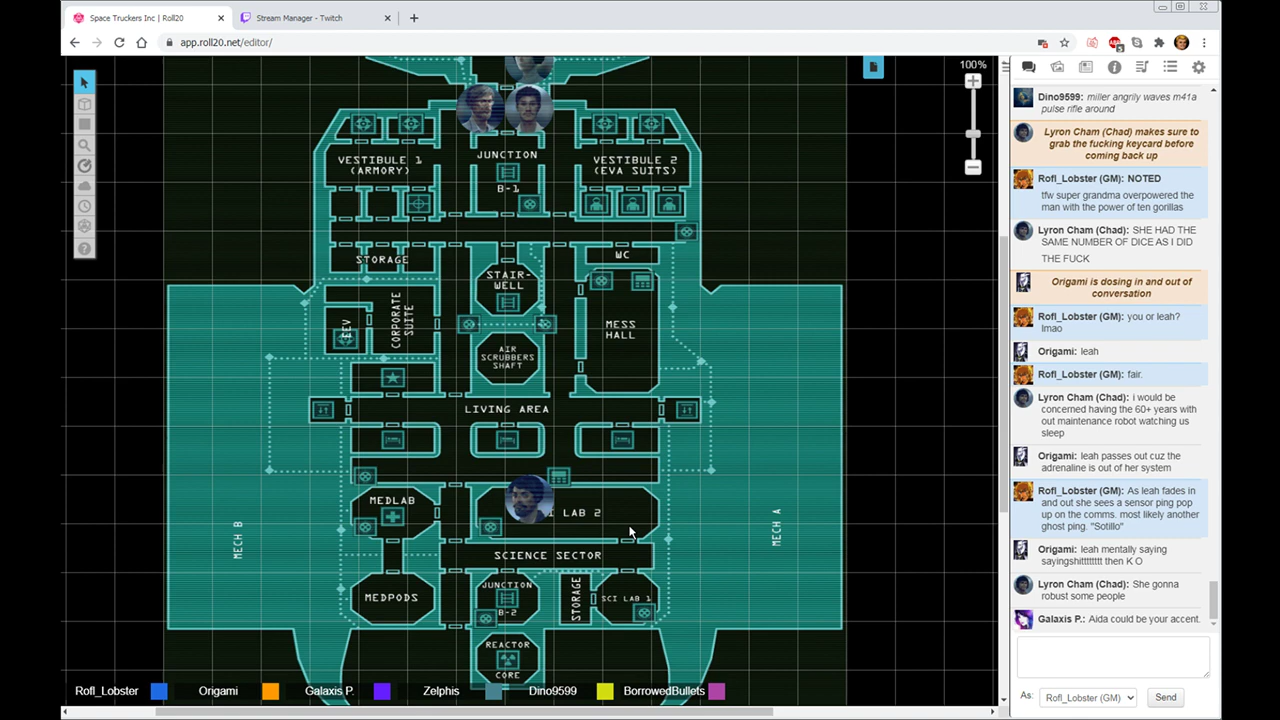 Space Truckers Inc | Roll20
Stream Manager - Twitch
app.roll20.net/editor/
100%
VESTIBULE 1
(ARMORY)
JUNCTION
B-1
VESTIBULE 2
(EVA SUITS)
STORAGE
WC
STAIR-
WELL
EEV
CORPORATE
SUITE
MESS
HALL
AIR
SCRUBBERS
SHAFT
LIVING AREA
MEDLAB
I LAB 2
MECH B
MECH A
SCIENCE SECTOR
MEDPODS
JUNCTION
B-2
STORAGE
SCI LAB 1
REACTOR
CORE
Rofl_Lobster
Origami
Galaxis P.
Zelphis
Dino9599
BorrowedBullets
Dino9599: miller angrily waves m41a
pulse rifle around
Lyron Cham (Chad) makes sure to
grab the fucking keycard before
coming back up
Rofl_Lobster (GM): NOTED
tfw super grandma overpowered the
man with the power of ten gorillas
Lyron Cham (Chad): SHE HAD THE
SAME NUMBER OF DICE AS I DID
THE FUCK
Origami is dosing in and out of
conversation
Rofl_Lobster (GM): you or leah?
lmao
Origami: leah
Rofl_Lobster (GM): fair.
Lyron Cham (Chad): i would be
concerned having the 60+ years with
out maintenance robot watching us
sleep
Origami: leah passes out cuz the
adrenaline is out of her system
Rofl_Lobster (GM): As leah fades in
and out she sees a sensor ping pop
up on the comms. most likely another
ghost ping. "Sotillo"
Origami: leah mentally saying
sayingshitttttttt then K O
Lyron Cham (Chad): She gonna
robust some people
Galaxis P.: Aida could be your accent.
As:
Rofl_Lobster (GM)
Send